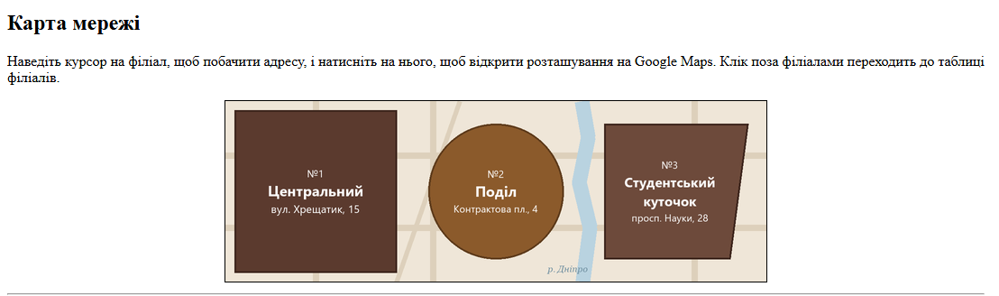 Карта мережі
Наведіть курсор на філіал, щоб побачити адресу, і натисніть на нього, щоб відкрити розташування на Google Maps. Клік поза філіалами переходить до таблиці
філіалів.
№1
Центральний
вул. Хрещатик, 15
№2
Поділ
Контрактова пл., 4
№3
Студентський
куточок
просп. Науки, 28
р. Дніпро